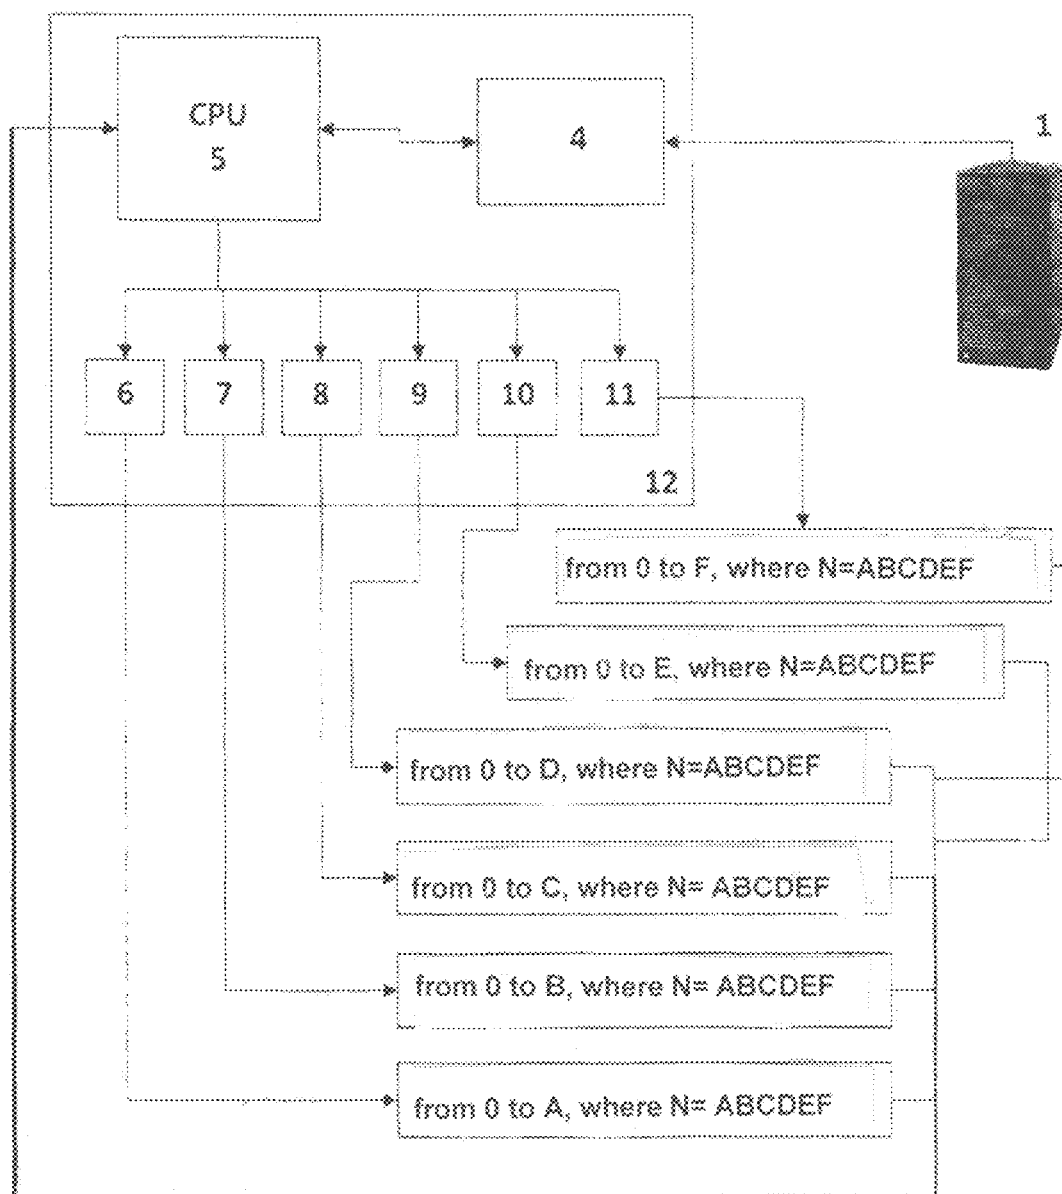 1
CPU
5
4
6 7 8 9 10 11
12
from 0 to F, where N=ABCDEF
from 0 to E, where N=ABCDEF
from 0 to D, where N=ABCDEF
from 0 to C, where N= ABCDEF
from 0 to B, where N= ABCDEF
from 0 to A, where N= ABCDEF